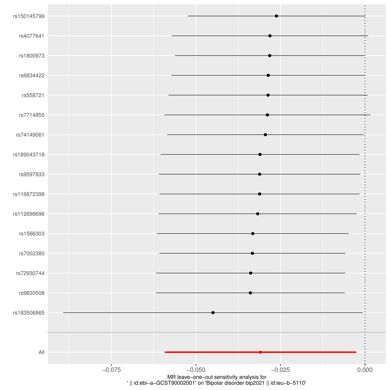 rs150145799
rs4077641
rs1800973
rs6834422
rs558721
rs7714855
rs74149061
rs189043718
rs9597833
rs116872398
rs112698696
rs1566303
rs7002380
rs72930744
rs9830508
rs183506865
All
−0.075
−0.050
−0.025
0.000
MR leave−one−out sensitivity analysis for
' || id:ebi−a−GCST90002001' on 'Bipolar disorder bip2021 || id:ieu−b−5110'